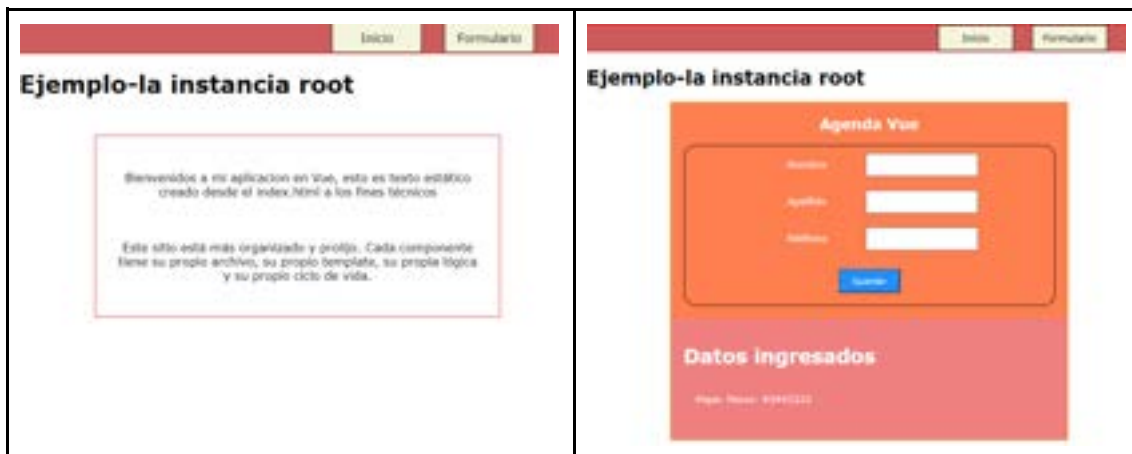 Inicio
Formulario
Ejemplo-la instancia root
Bienvenidos a mi aplicacion en Vue, esto es texto estático
creado desde el index.html a los fines técnicos
Este sitio está más organizado y prolijo. Cada componente
tiene su propio archivo, su propio template, su propia lógica
y su propio ciclo de vida.
Inicio
Formulario
Ejemplo-la instancia root
Agenda Vue
Nombre
Apellido
Teléfono
Guardar
Datos ingresados